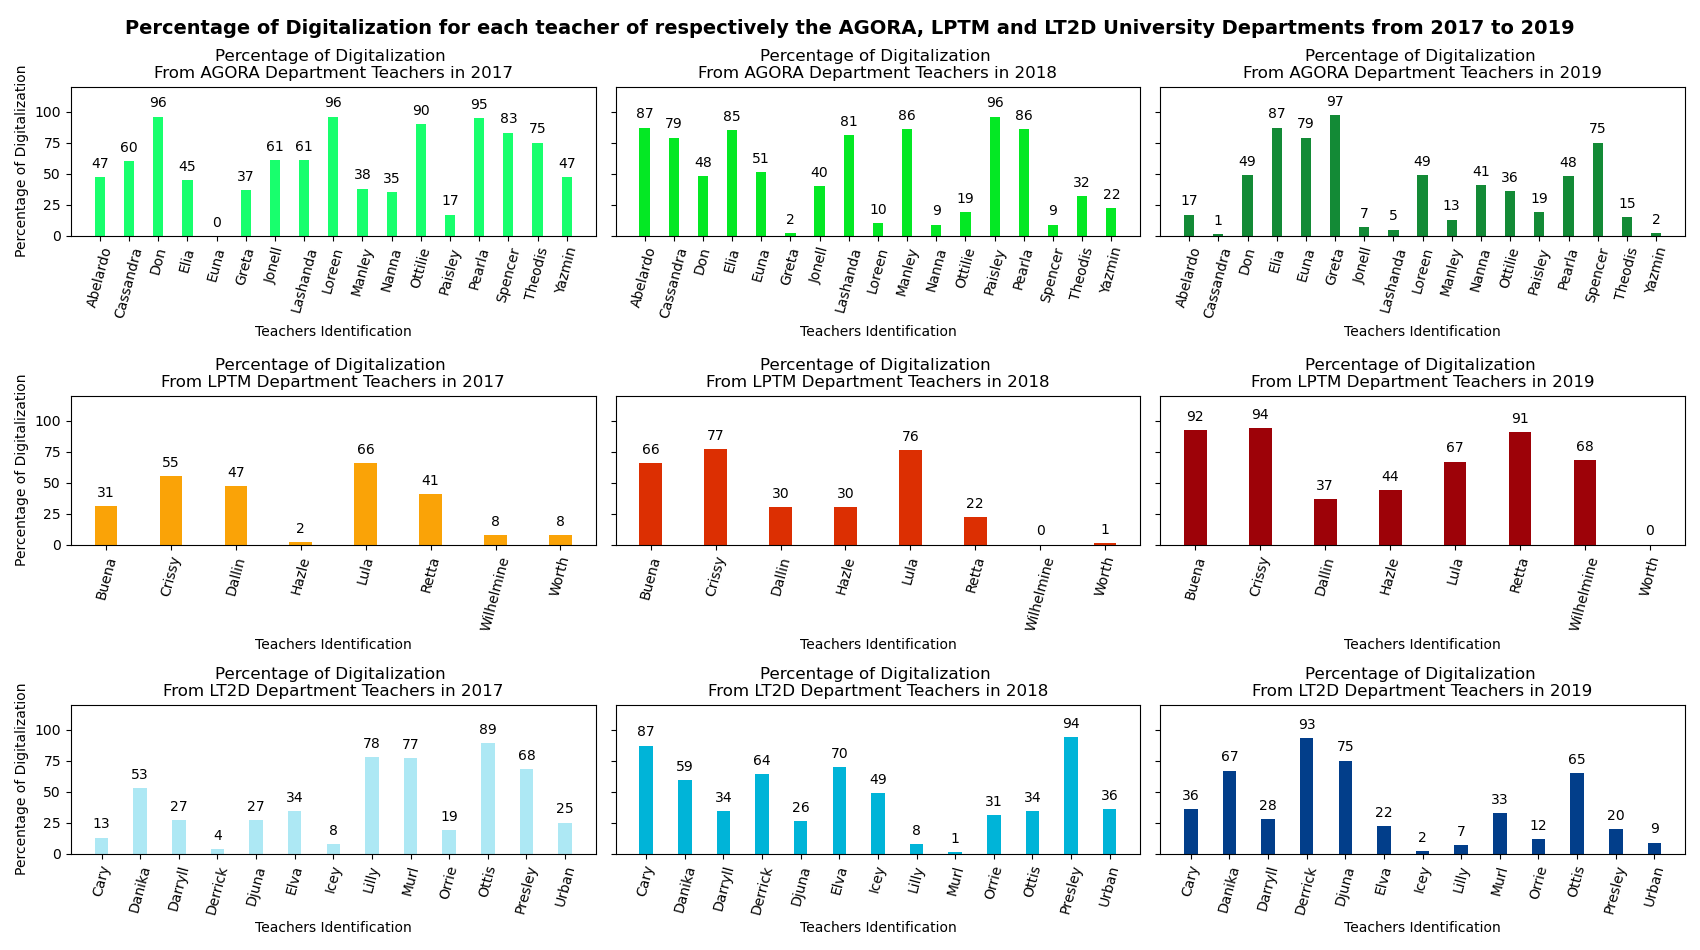 Percentage of Digitalization for each teacher of respectively the AGORA, LPTM and LT2D University Departments from 2017 to 2019
Percentage of Digitalization
From AGORA Department Teachers in 2017
Percentage of Digitalization
100
75
50
25
0
47 60 96 45 0 37 61 61 96 38 35 90 17 95 83 75 47
Abelardo Cassandra Don Elia Euna Greta Jonell Lashanda Loreen Manley Nanna Ottilie Paisley Pearla Spencer Theodis Yazmin
Teachers Identification
Percentage of Digitalization
From AGORA Department Teachers in 2018
87 79 48 85 51 2 40 81 10 86 9 19 96 86 9 32 22
Abelardo Cassandra Don Elia Euna Greta Jonell Lashanda Loreen Manley Nanna Ottilie Paisley Pearla Spencer Theodis Yazmin
Teachers Identification
Percentage of Digitalization
From AGORA Department Teachers in 2019
17 1 49 87 79 97 7 5 49 13 41 36 19 48 75 15 2
Abelardo Cassandra Don Elia Euna Greta Jonell Lashanda Loreen Manley Nanna Ottilie Paisley Pearla Spencer Theodis Yazmin
Teachers Identification
Percentage of Digitalization
From LPTM Department Teachers in 2017
Percentage of Digitalization
100
75
50
25
0
31 55 47 2 66 41 8 8
Buena Crissy Dallin Hazle Lula Retta Wilhelmine Worth
Teachers Identification
Percentage of Digitalization
From LPTM Department Teachers in 2018
66 77 30 30 76 22 0 1
Buena Crissy Dallin Hazle Lula Retta Wilhelmine Worth
Teachers Identification
Percentage of Digitalization
From LPTM Department Teachers in 2019
92 94 37 44 67 91 68 0
Buena Crissy Dallin Hazle Lula Retta Wilhelmine Worth
Teachers Identification
Percentage of Digitalization
From LT2D Department Teachers in 2017
Percentage of Digitalization
100
75
50
25
0
13 53 27 4 27 34 8 78 77 19 89 68 25
Cary Danika Darryll Derrick Djuna Elva Icey Lilly Murl Orrie Ottis Presley Urban
Teachers Identification
Percentage of Digitalization
From LT2D Department Teachers in 2018
87 59 34 64 26 70 49 8 1 31 34 94 36
Cary Danika Darryll Derrick Djuna Elva Icey Lilly Murl Orrie Ottis Presley Urban
Teachers Identification
Percentage of Digitalization
From LT2D Department Teachers in 2019
36 67 28 93 75 22 2 7 33 12 65 20 9
Cary Danika Darryll Derrick Djuna Elva Icey Lilly Murl Orrie Ottis Presley Urban
Teachers Identification